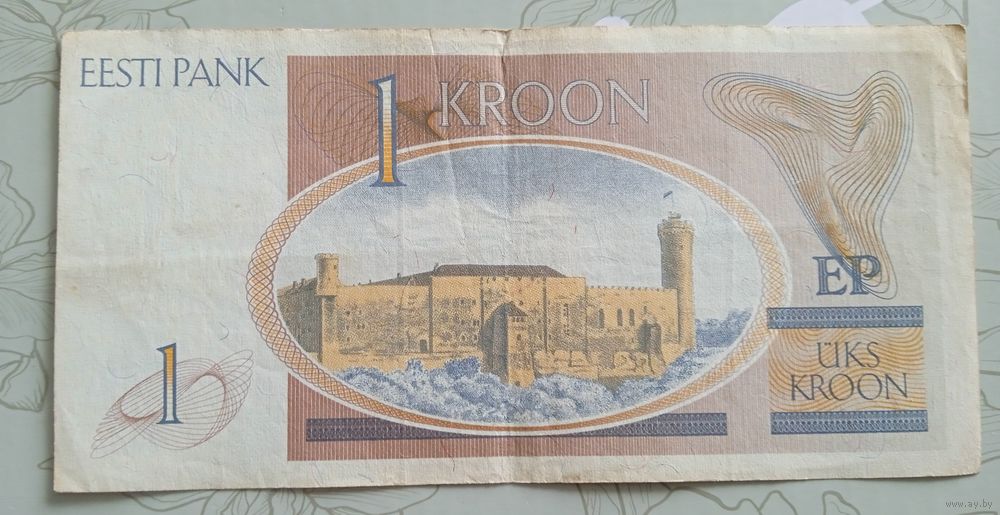 EESTI PANK
1 KROON
EP
ÜKS
KROON
1
www.ay.by